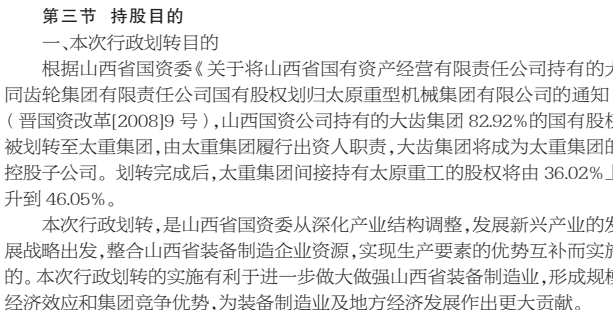 第三节 持股目的
一、本次行政划转目的
根据山西省国资委《关于将山西省国有资产经营有限责任公司持有的大
同齿轮集团有限责任公司国有股权划归太原重型机械集团有限公司的通知
（晋国资改革[2008]9 号），山西国资公司持有的大齿集团 82.92%的国有股权
被划转至太重集团，由太重集团履行出资人职责，大齿集团将成为太重集团的
控股子公司。划转完成后，太重集团间接持有太原重工的股权将由 36.02%上
升到 46.05%。
本次行政划转，是山西省国资委从深化产业结构调整，发展新兴产业的发
展战略出发，整合山西省装备制造企业资源，实现生产要素的优势互补而实施
的。本次行政划转的实施有利于进一步做大做强山西省装备制造业，形成规模
经济效应和集团竞争优势，为装备制造业及地方经济发展作出更大贡献。